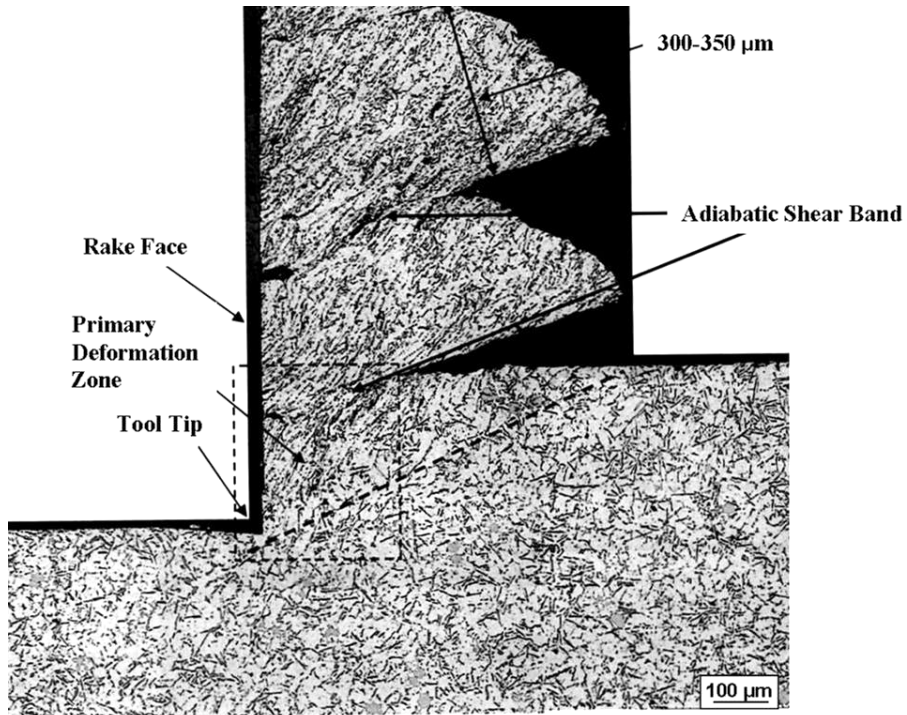 300-350 µm
Adiabatic Shear Band
Rake Face
Primary
Deformation
Zone
Tool Tip
100 µm